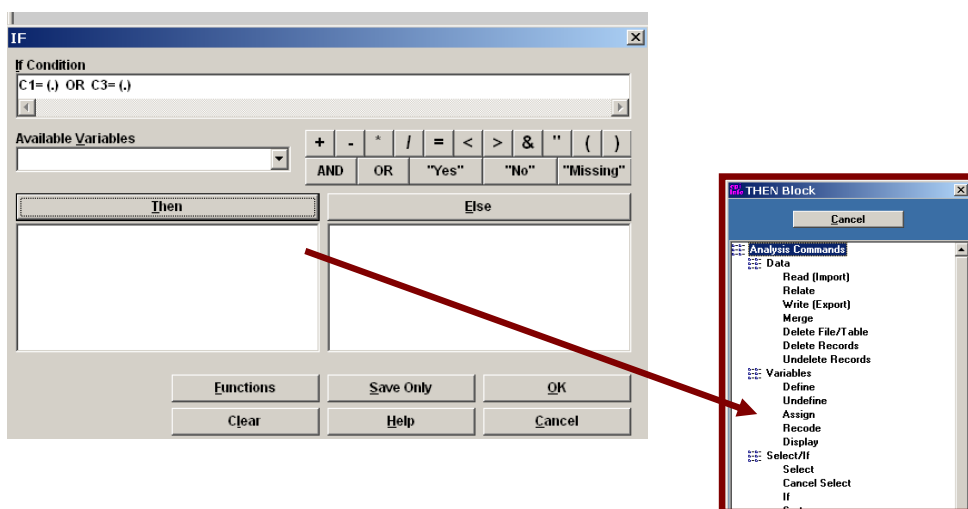 IF
If Condition
C1= (.) OR C3= (.)
Available Variables
+ - * / = < > & " ( )
AND OR "Yes" "No" "Missing"
Then Else
Functions Save Only OK
Clear Help Cancel
THEN Block
Cancel
Analysis Commands
Data
Read (Import)
Relate
Write (Export)
Merge
Delete File/Table
Delete Records
Undelete Records
Variables
Define
Undefine
Assign
Recode
Display
Select/If
Select
Cancel Select
If